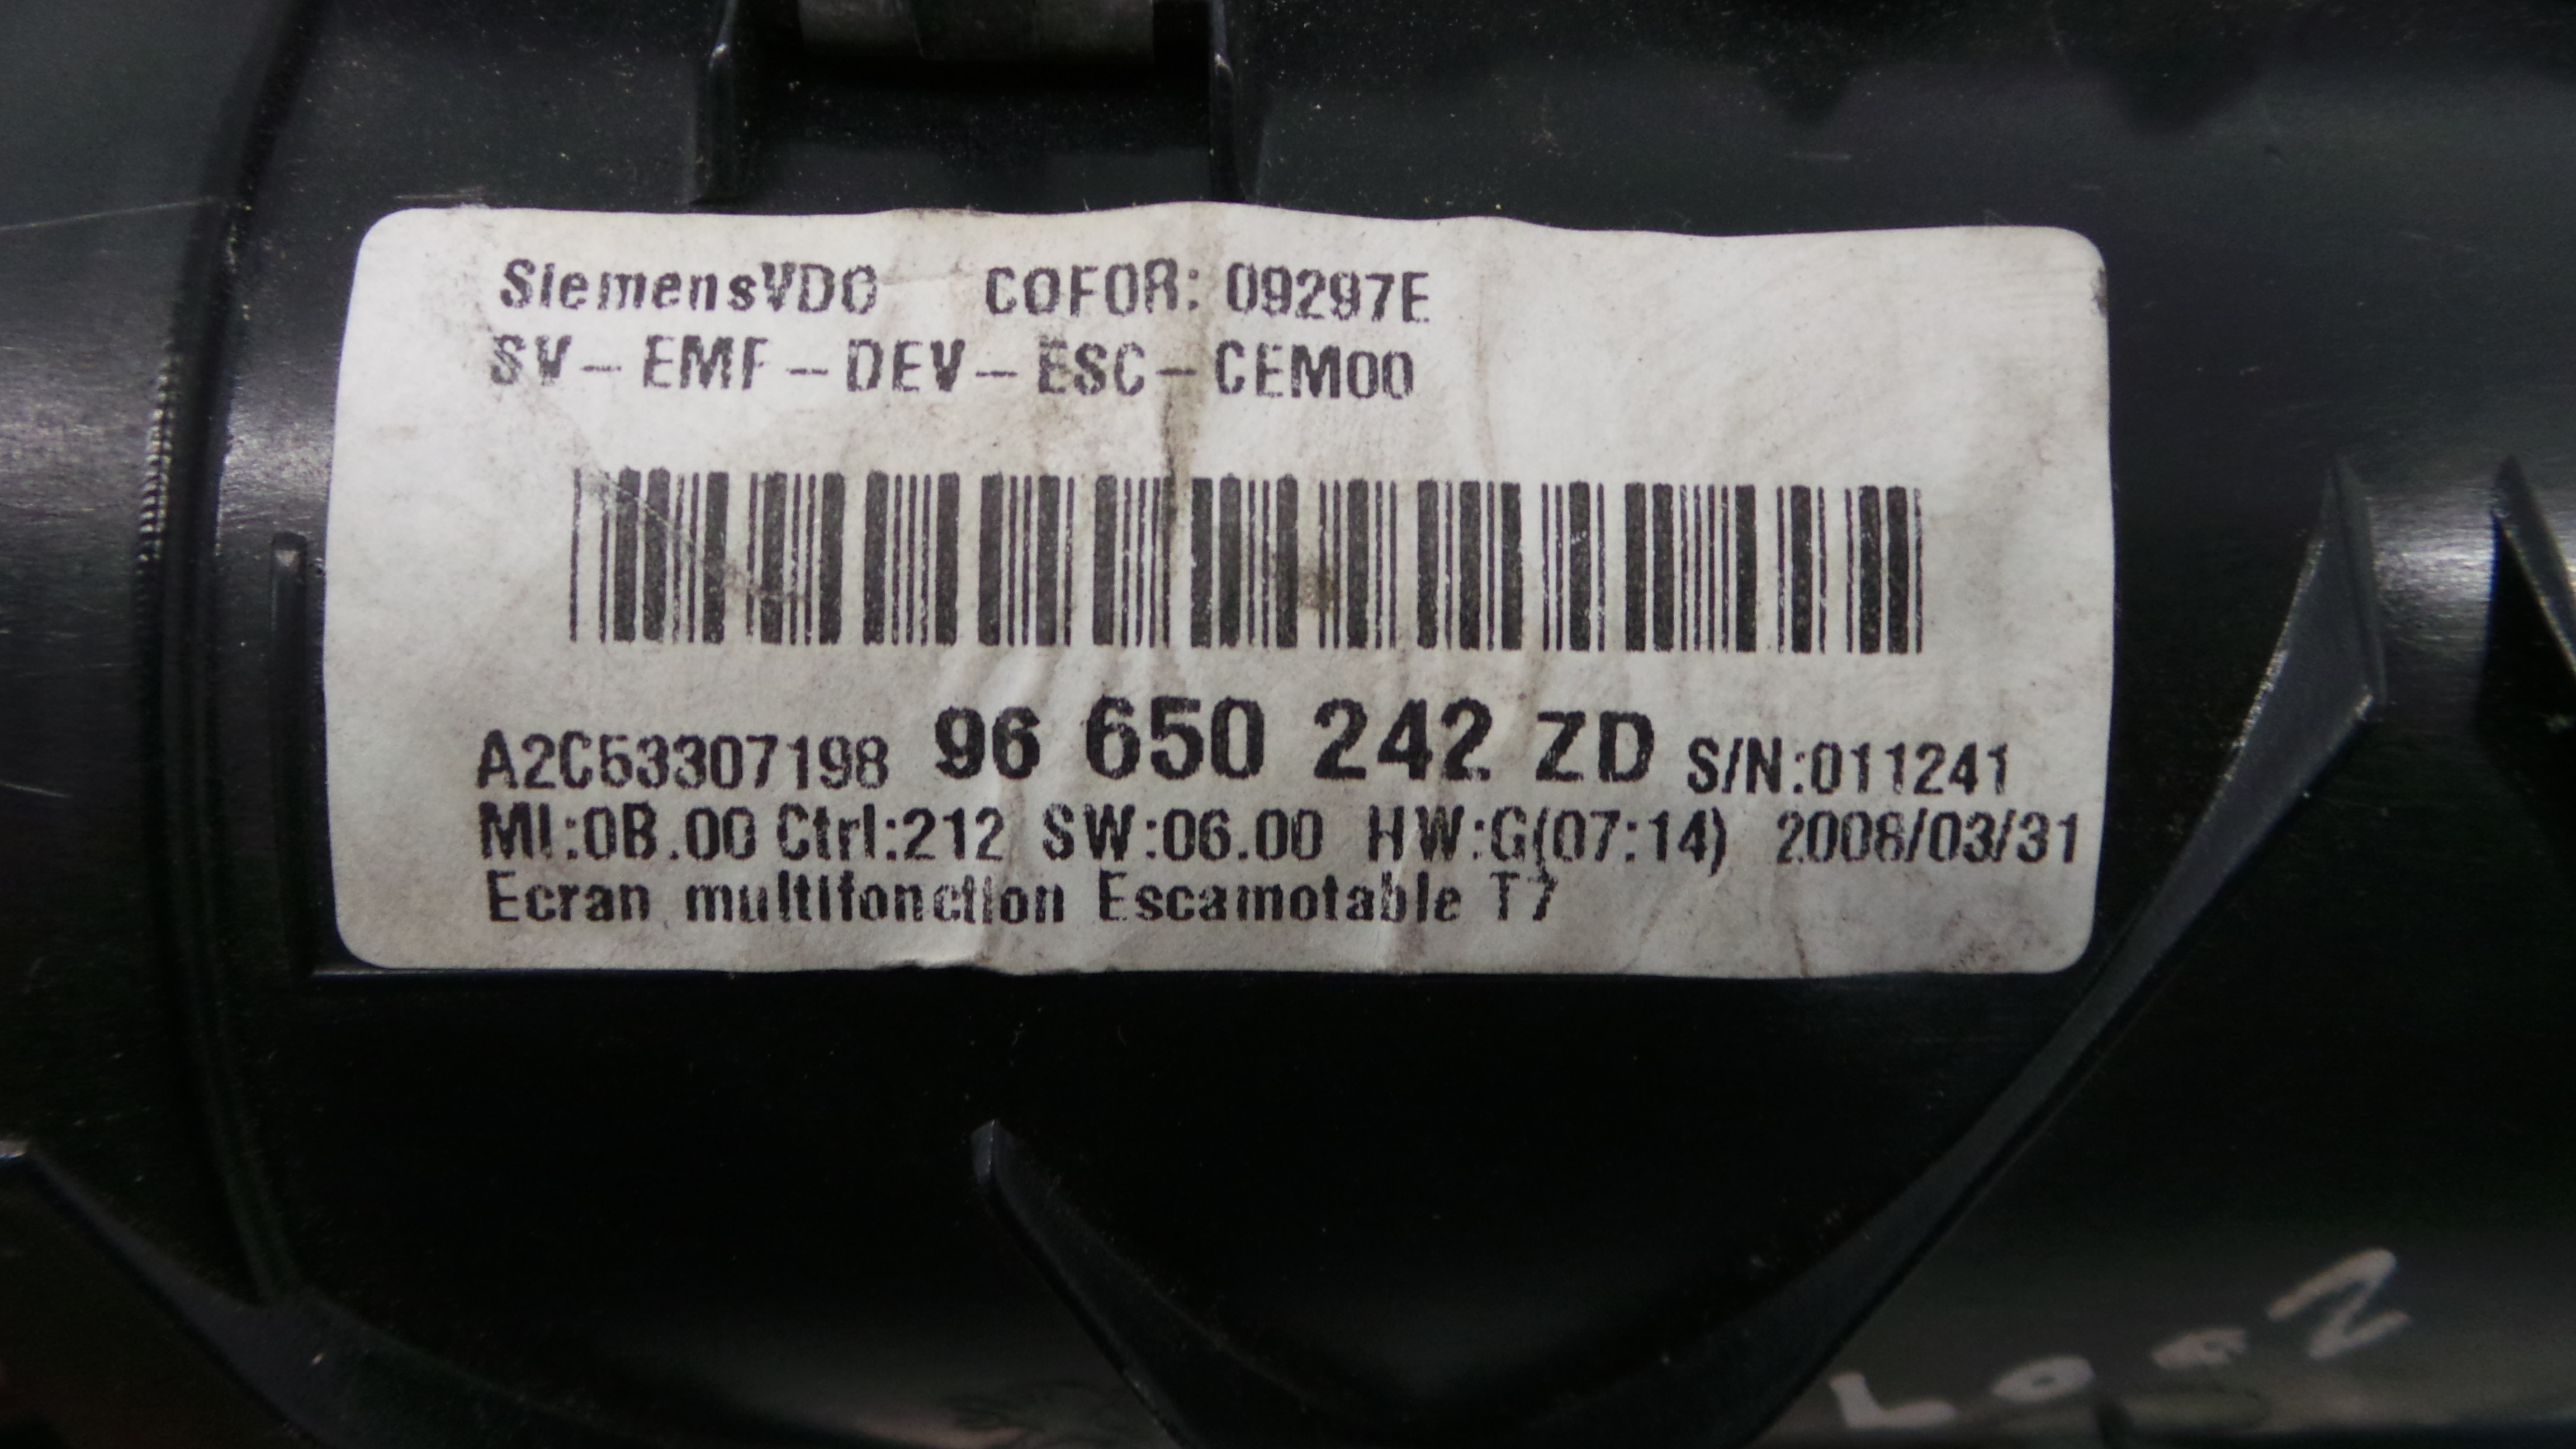 SiemensVDO COFOR: 09297E
SV-EMF-DEV-ESC-CEM00
A2C53307198 96 650 242 ZD S/N:011241
MI:0B.00 Ctrl:212 SW:06.00 HW:G(07:14) 2008/03/31
Ecran multifonction Escamotable T7